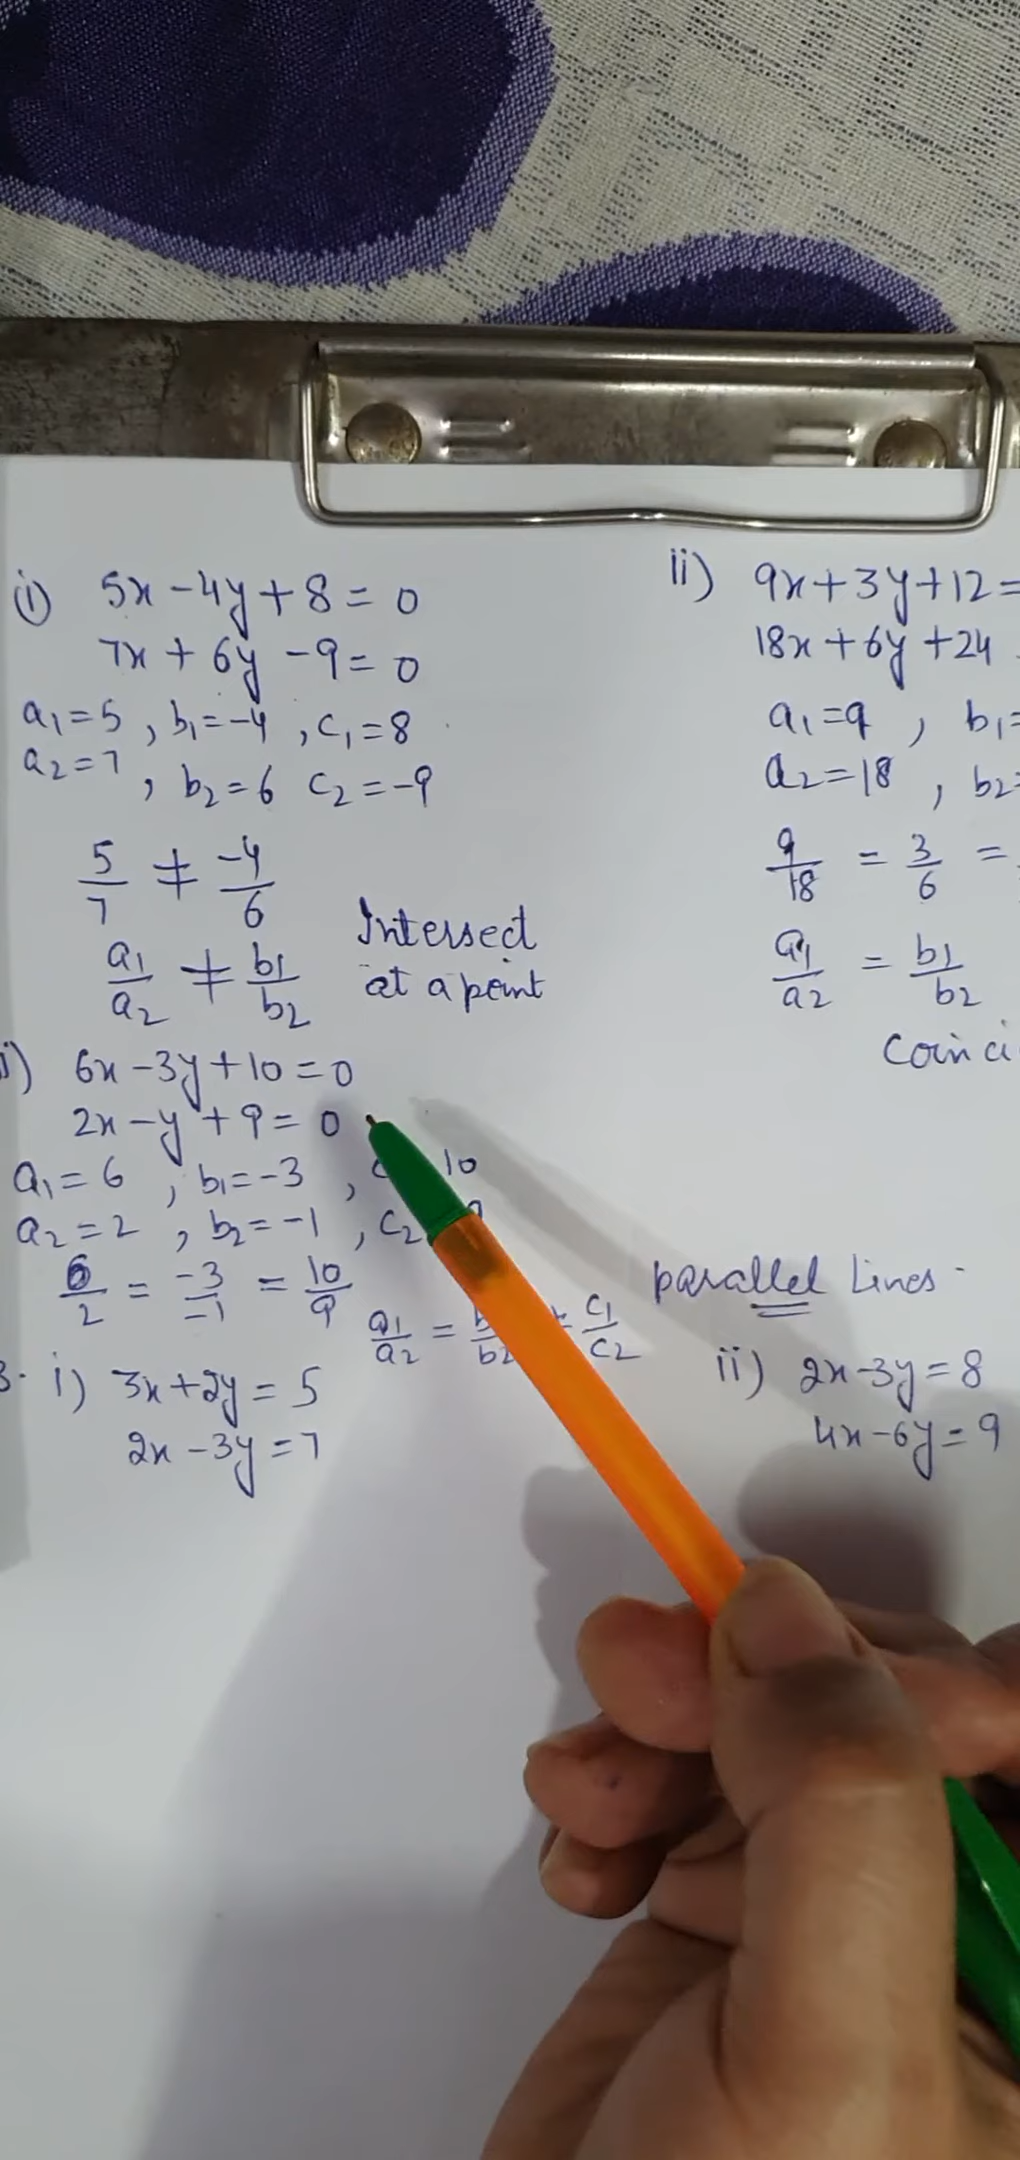 i) 5x - 4y + 8 = 0
7x + 6y - 9 = 0
a₁ = 5 , b₁ = -4 , c₁ = 8
a₂ = 7 , b₂ = 6 c₂ = -9
5/7 ≠ -4/6
a₁/a₂ ≠ b₁/b₂
Intersect
at a point
ii) 9x + 3y + 12 =
18x + 6y + 24
a₁ = 9 , b₁ =
a₂ = 18 , b₂ =
9/18 = 3/6 =
a₁/a₂ = b₁/b₂
i) 6x - 3y + 10 = 0
2x - y + 9 = 0
a₁ = 6 , b₁ = -3 , 10
a₂ = 2 , b₂ = -1 , c₂
6/2 = -3/-1 = 10/9
a₁/a₂ = c₁/c₂
parallel Lines
3. i) 3x + 2y = 5
2x - 3y = 7
ii) 2x - 3y = 8
4x - 6y = 9